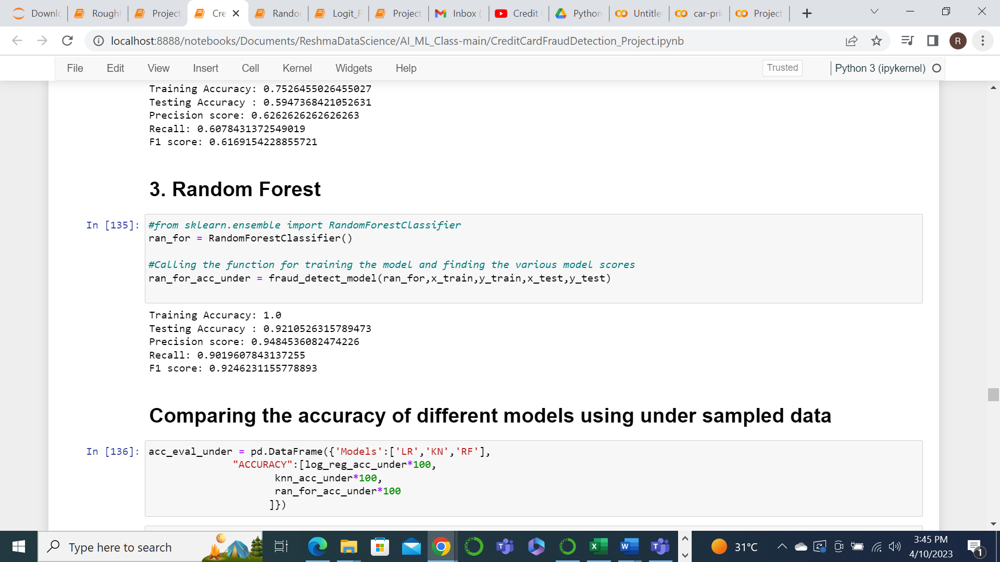 Downl
Rough
Project
Cre
Rando
Logit_R
Project
Inbox (
Credit
Python
Untitle
car-pri
Project
localhost:8888/notebooks/Documents/ReshmaDataScience/AI_ML_Class-main/CreditCardFraudDetection_Project.ipynb
R
File Edit View Insert Cell Kernel Widgets Help
Trusted
Python 3 (ipykernel)
Training Accuracy: 0.7526455026455027
Testing Accuracy : 0.5947368421052631
Precision score: 0.6262626262626263
Recall: 0.6078431372549019
F1 score: 0.6169154228855721
3. Random Forest
In [135]:
#from sklearn.ensemble import RandomForestClassifier
ran_for = RandomForestClassifier()
#Calling the function for training the model and finding the various model scores
ran_for_acc_under = fraud_detect_model(ran_for,x_train,y_train,x_test,y_test)
Training Accuracy: 1.0
Testing Accuracy : 0.9210526315789473
Precision score: 0.9484536082474226
Recall: 0.9019607843137255
F1 score: 0.9246231155778893
Comparing the accuracy of different models using under sampled data
In [136]:
acc_eval_under = pd.DataFrame({'Models':['LR','KN','RF'],
"ACCURACY":[log_reg_acc_under*100,
knn_acc_under*100,
ran_for_acc_under*100
]})
Type here to search
31°C
3:45 PM
4/10/2023
1